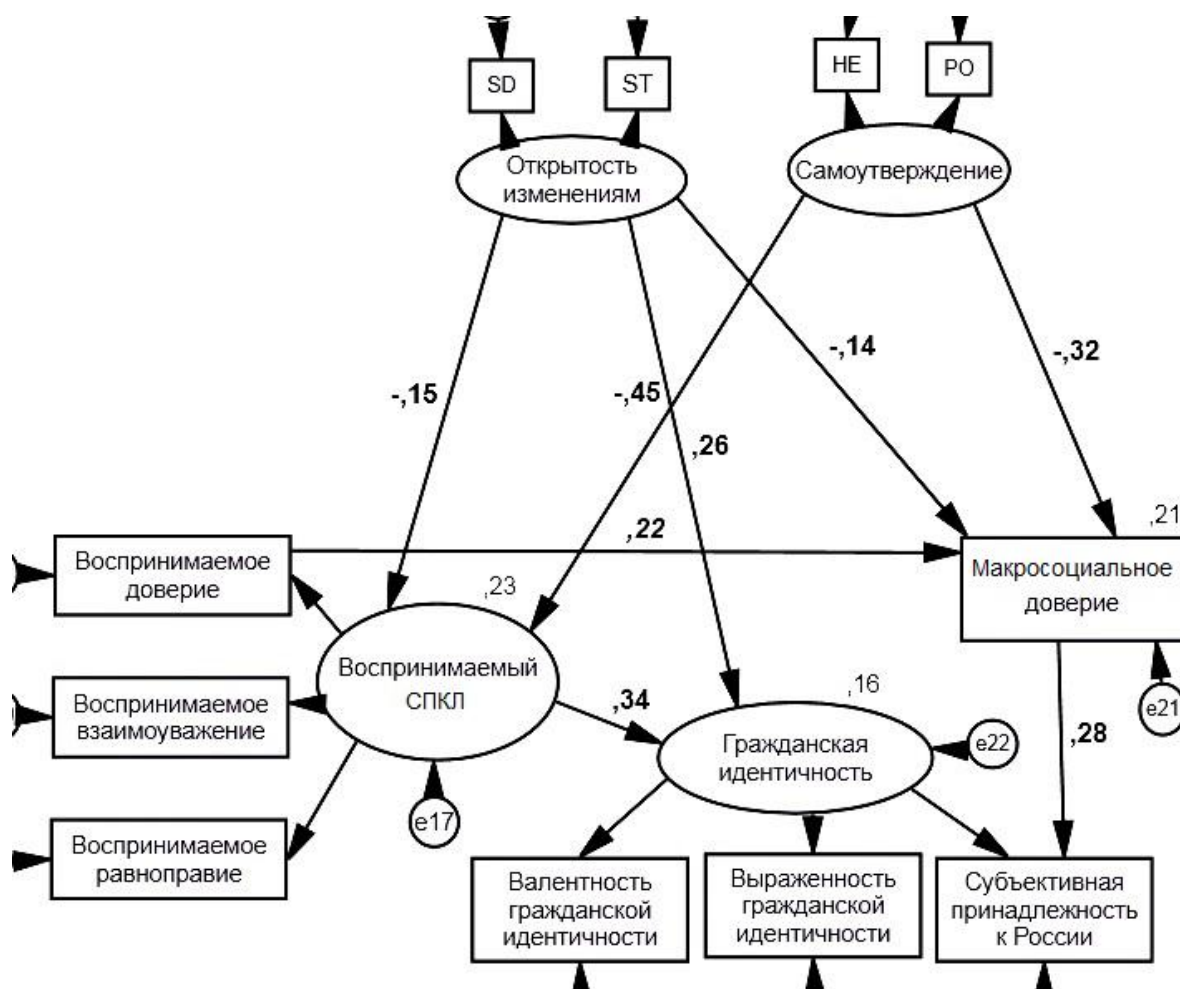 SD
ST
HE
PO
Открытость
изменениям
Самоутверждение
-,15
-,45
,26
-,14
-,32
,22
,21
Воспринимаемое
доверие
Макросоциальное
доверие
,23
Воспринимаемый
СПКЛ
,34
,16
Воспринимаемое
взаимоуважение
Гражданская
идентичность
e22
e21
,28
e17
Воспринимаемое
равноправие
Валентность
гражданской
идентичности
Выраженность
гражданской
идентичности
Субъективная
принадлежность
к России